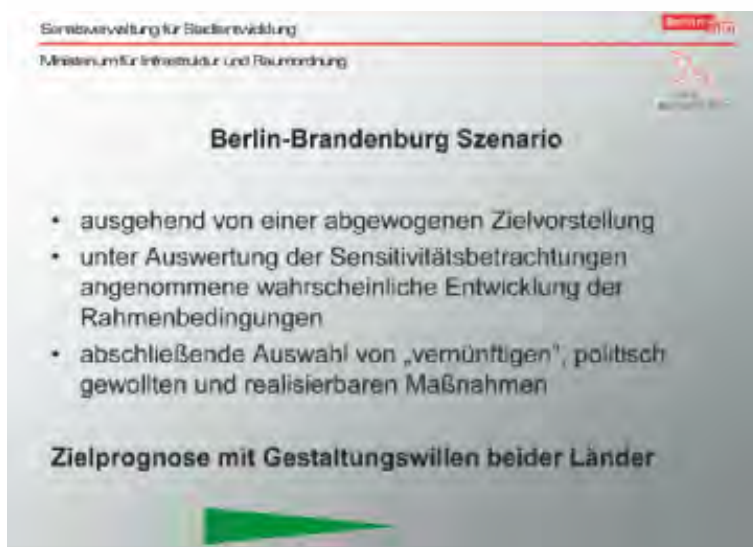 Senatsverwaltung für Stadtentwicklung
Berlin
Ministerium für Infrastruktur und Raumordnung
Berlin-Brandenburg Szenario
• ausgehend von einer abgewogenen Zielvorstellung
• unter Auswertung der Sensitivitätsbetrachtungen
angenommene wahrscheinliche Entwicklung der
Rahmenbedingungen
• abschließende Auswahl von „vernünftigen", politisch
gewollten und realisierbaren Maßnahmen
Zielprognose mit Gestaltungswillen beider Länder